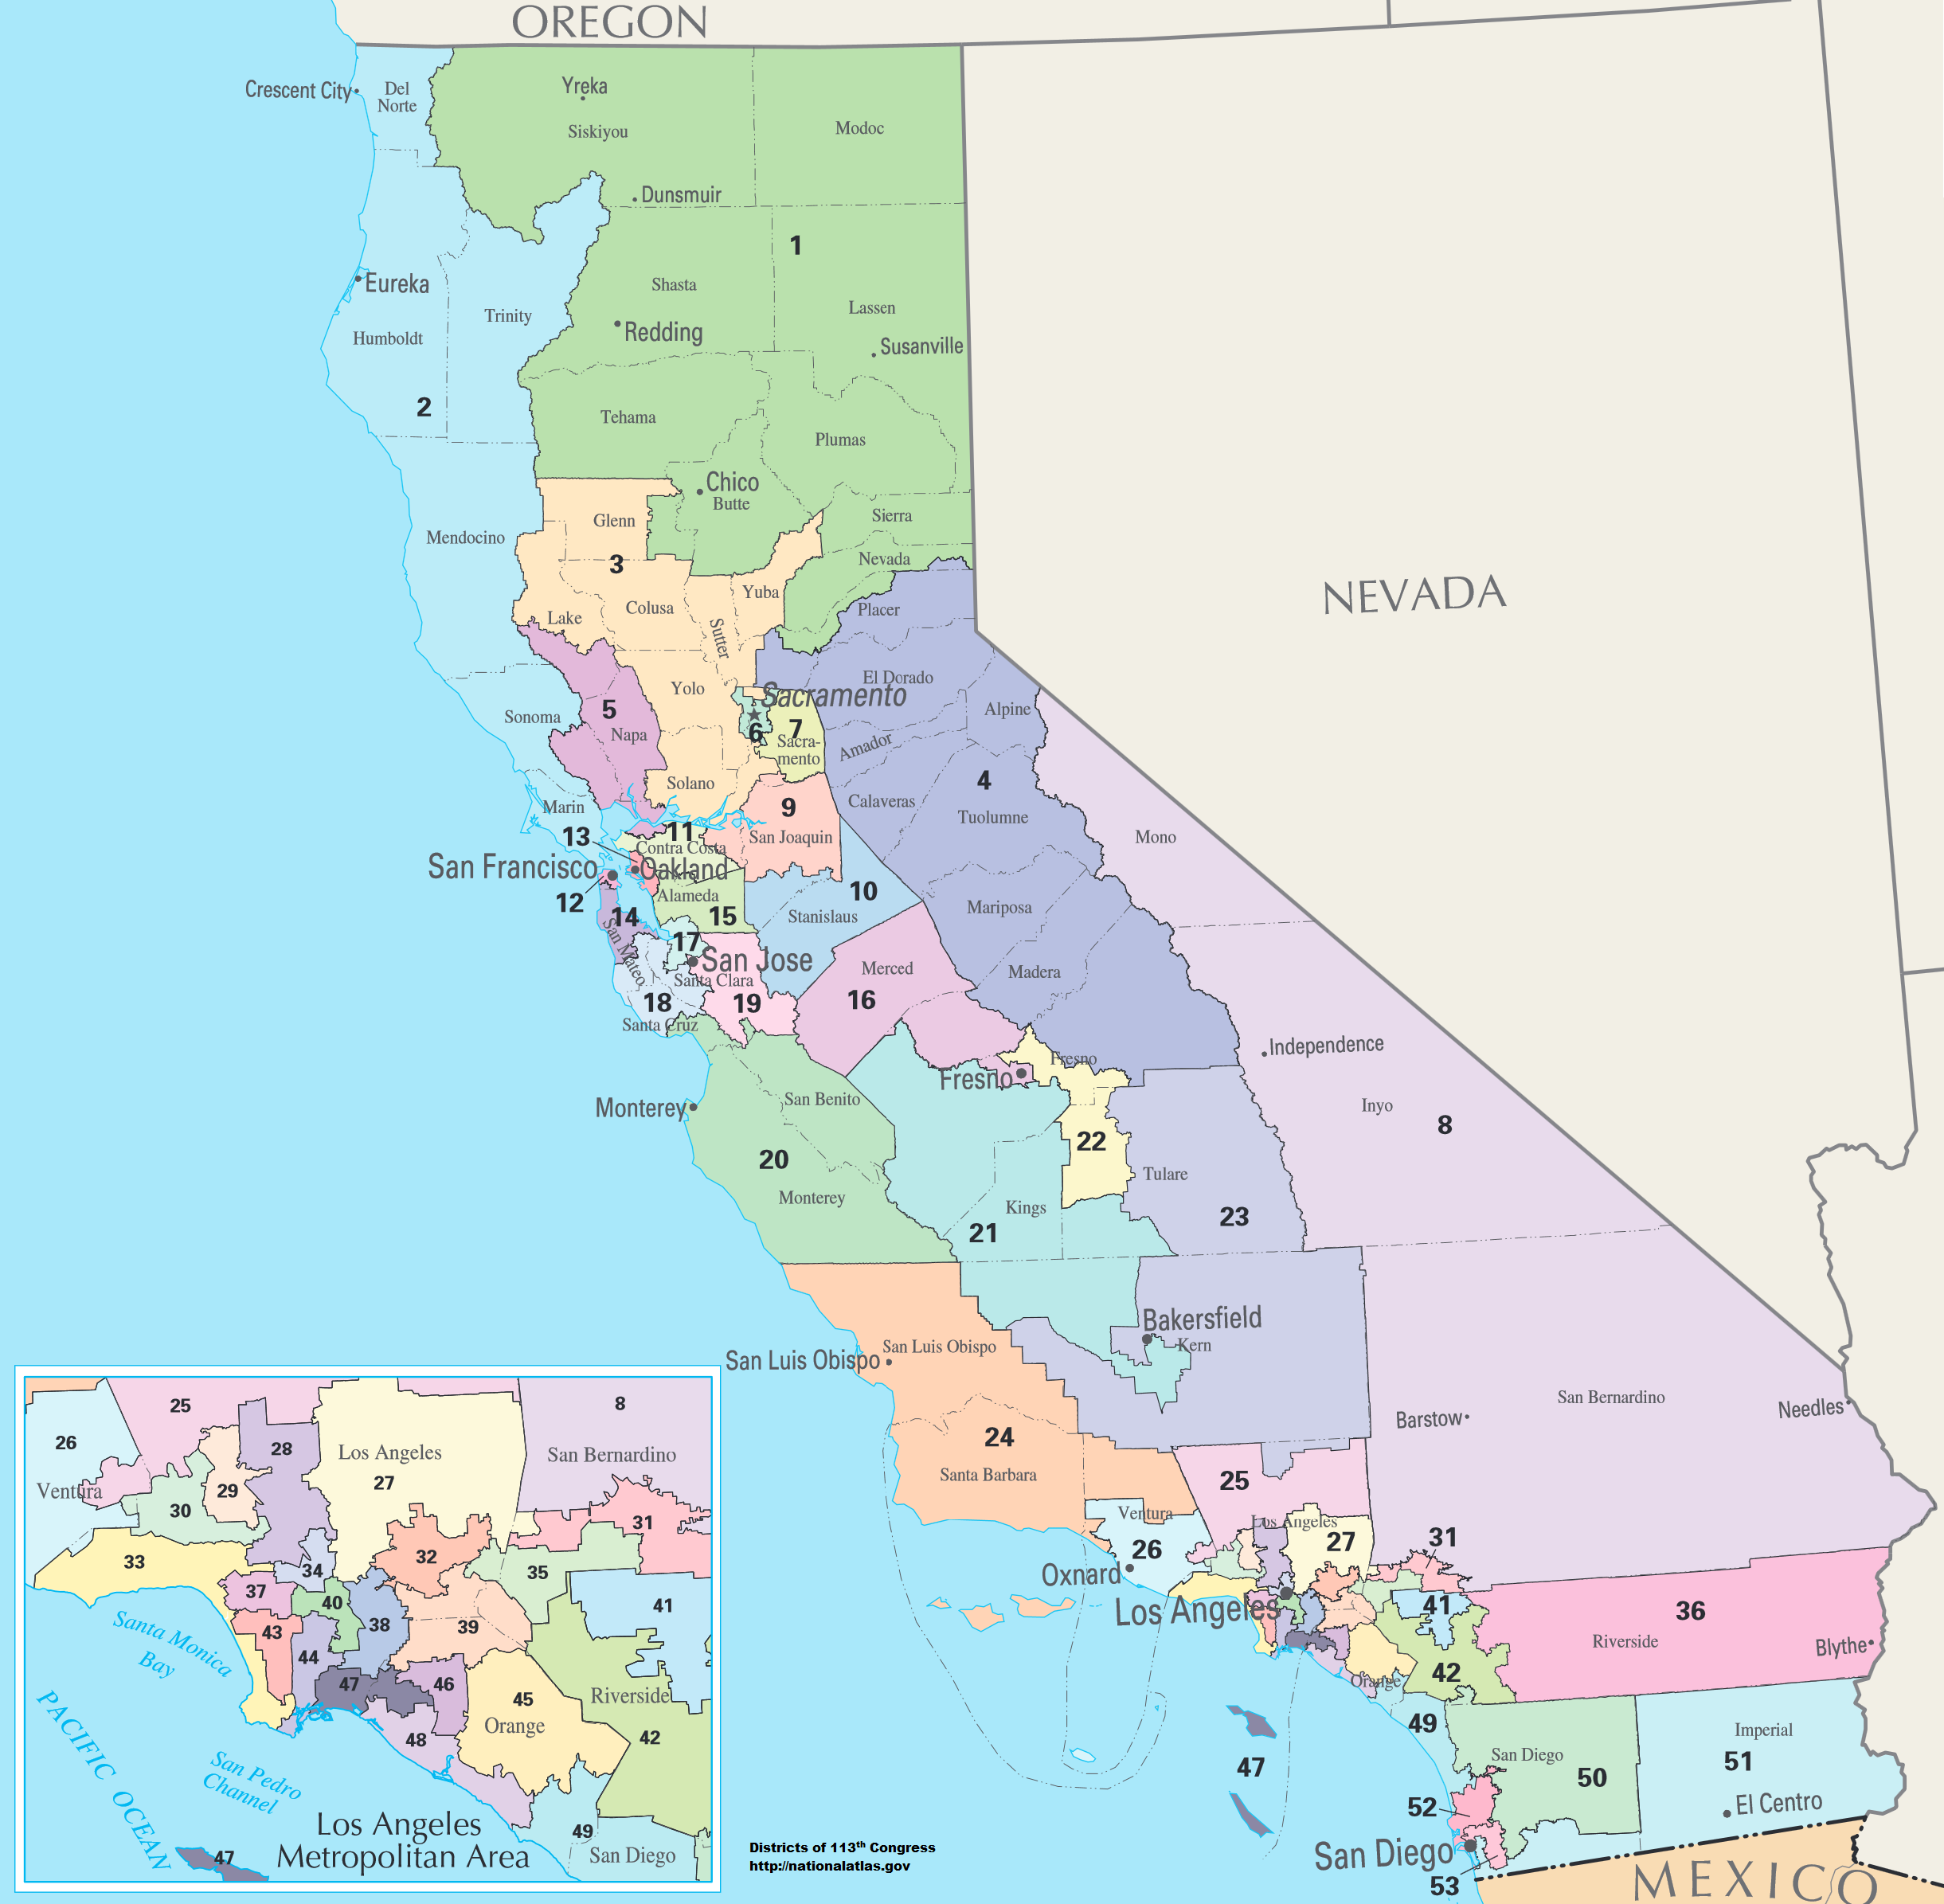 OREGON
Crescent City
Del
Norte
Yreka
Siskiyou
Modoc
Dunsmuir
1
Eureka
Humboldt
Trinity
Shasta
Redding
Lassen
Susanville
2
Tehama
Plumas
Chico
Butte
Glenn
Sierra
Mendocino
3
Nevada
NEVADA
Lake
Colusa
Yuba
Sutter
Placer
Yolo
El Dorado
Sacramento
Sonoma
5
Napa
6
7
Sacra-
mento
Amador
Alpine
4
Solano
Calaveras
Tuolumne
Marin
9
San Joaquin
Mono
13
11
Contra Costa
San Francisco
Oakland
12
Alameda
10
14
15
Stanislaus
Mariposa
San Mateo
17
San Jose
Santa Clara
Merced
Madera
18
19
16
Santa Cruz
Fresno
Fresno
Independence
Monterey
San Benito
Inyo
8
22
20
Monterey
Tulare
Kings
21
23
Bakersfield
Kern
San Luis Obispo
San Luis Obispo
Barstow
San Bernardino
Needles
24
Santa Barbara
25
Ventura
Los Angeles
26
27
31
Oxnard
Los Angeles
41
36
Riverside
Blythe
42
Orange
49
47
San Diego
50
Imperial
51
52
El Centro
San Diego
53
MEXICO
25
8
26
28
Los Angeles
San Bernardino
27
Ventura
29
30
31
33
32
34
35
37
40
41
38
39
43
44
Santa Monica
Bay
47
46
45
Riverside
Orange
48
42
PACIFIC OCEAN
San Pedro
Channel
Los Angeles
Metropolitan Area
49
San Diego
47
Districts of 113th Congress
http://nationalatlas.gov